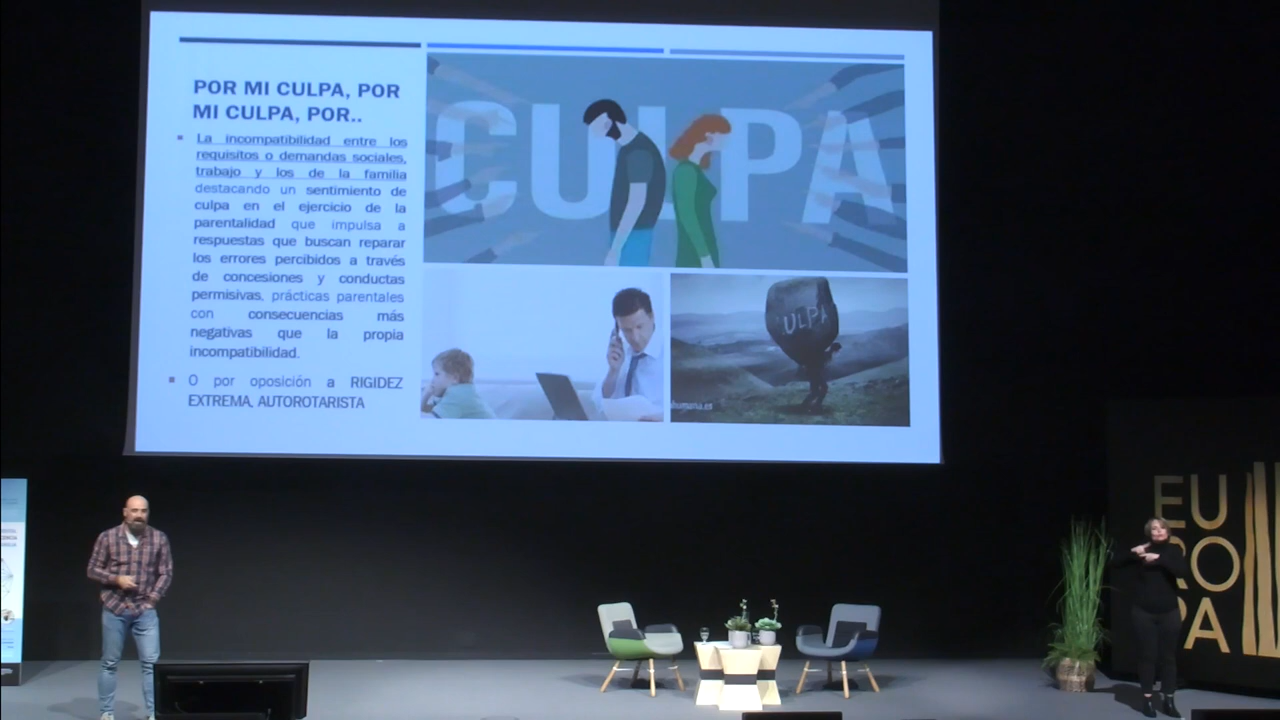 POR MI CULPA, POR
MI CULPA, POR..
La incompatibilidad entre los
requisitos o demandas sociales,
trabajo y los de la familia
destacando un sentimiento de
culpa en el ejercicio de la
parentalidad que impulsa a
respuestas que buscan reparar
los errores percibidos a través
de concesiones y conductas
permisivas, prácticas parentales
con consecuencias más
negativas que la propia
incompatibilidad.
O por oposición a RIGIDEZ
EXTREMA, AUTOROTARISTA
CULPA
CULPA
EU
RO
PA